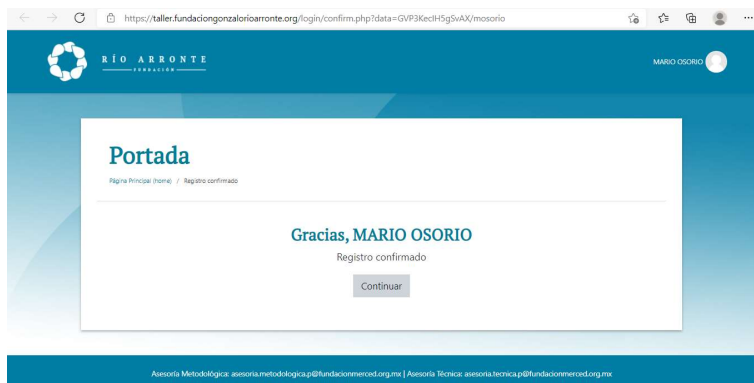 https://taller.fundaciongonzalorioarronte.org/login/confirm.php?data=GVP3KecIH5gSvAX/mosorio
RÍO ARRONTE
FUNDACIÓN
MARIO OSORIO
Portada
Página Principal (home) / Registro confirmado
Gracias, MARIO OSORIO
Registro confirmado
Continuar
Asesoría Metodológica: asesoria.metodologica.p@fundacionmerced.org.mx | Asesoría Técnica: asesoria.tecnica.p@fundacionmerced.org.mx